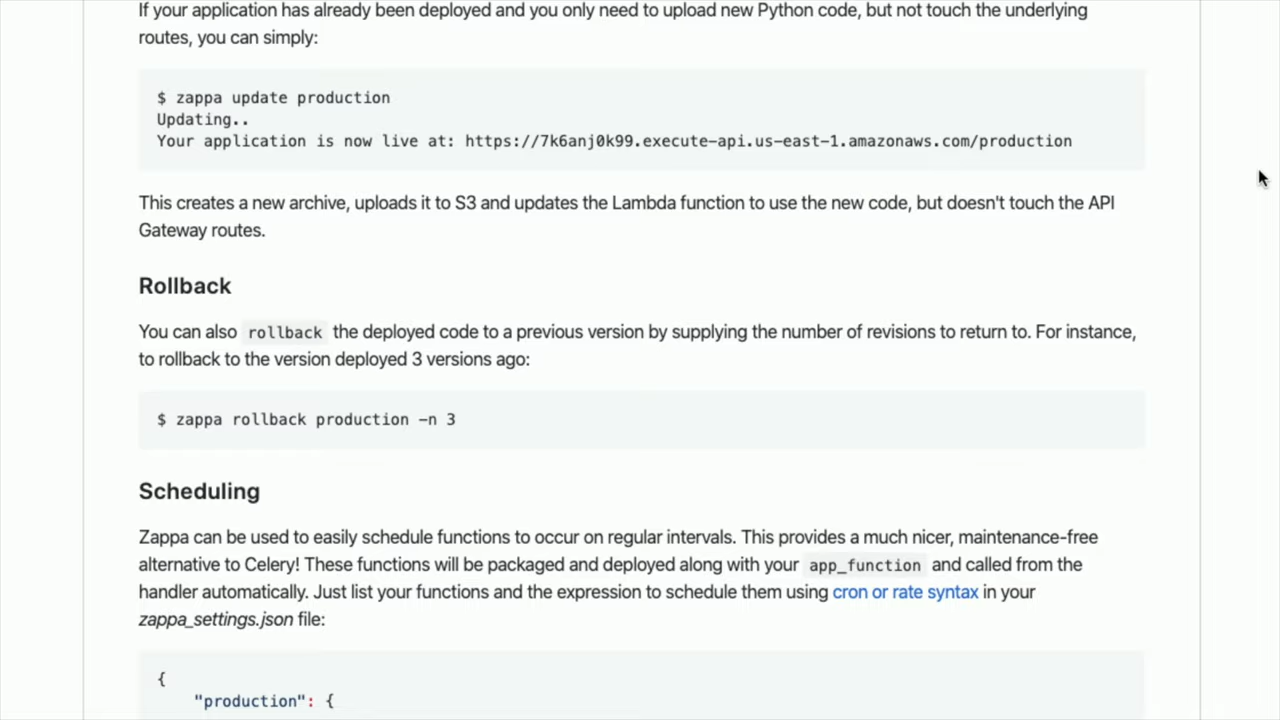 If your application has already been deployed and you only need to upload new Python code, but not touch the underlying
routes, you can simply:
$ zappa update production
Updating..
Your application is now live at: https://7k6anj0k99.execute-api.us-east-1.amazonaws.com/production
This creates a new archive, uploads it to S3 and updates the Lambda function to use the new code, but doesn't touch the API
Gateway routes.
Rollback
You can also rollback the deployed code to a previous version by supplying the number of revisions to return to. For instance,
to rollback to the version deployed 3 versions ago:
$ zappa rollback production -n 3
Scheduling
Zappa can be used to easily schedule functions to occur on regular intervals. This provides a much nicer, maintenance-free
alternative to Celery! These functions will be packaged and deployed along with your app_function and called from the
handler automatically. Just list your functions and the expression to schedule them using cron or rate syntax in your
zappa_settings.json file:
{
"production": {